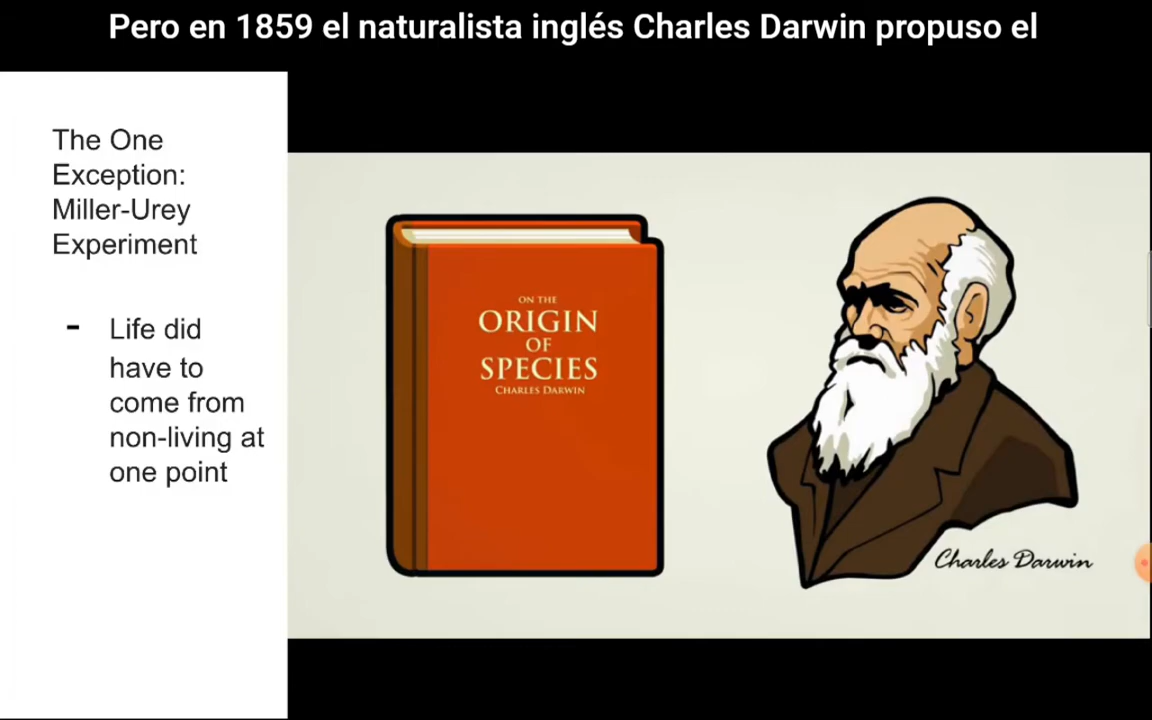 Pero en 1859 el naturalista inglés Charles Darwin propuso el
The One
Exception:
Miller-Urey
Experiment
- Life did
have to
come from
non-living at
one point
ON THE
ORIGIN
OF
SPECIES
CHARLES DARWIN
Charles Darwin